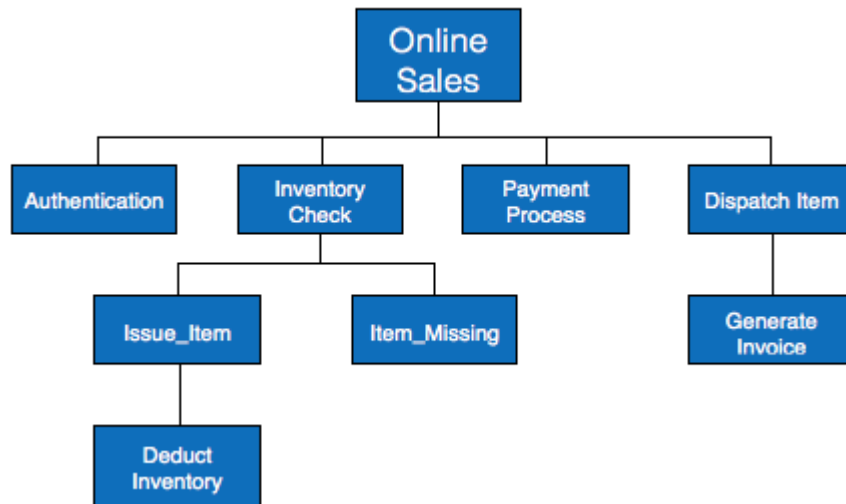 Online
Sales
Authentication
Inventory
Check
Payment
Process
Dispatch Item
Issue_Item
Item_Missing
Generate
Invoice
Deduct
Inventory